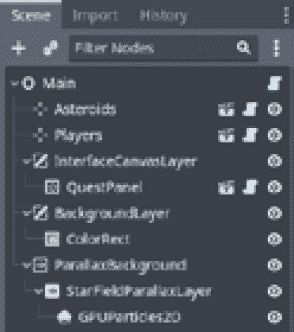 Scene Import History
Filter Nodes
Main
Asteroids
Players
InterfaceCanvasLayer
QuestPanel
BackgroundLayer
ColorRect
ParallaxBackground
StarFieldParallaxLayer
GPUParticles2D